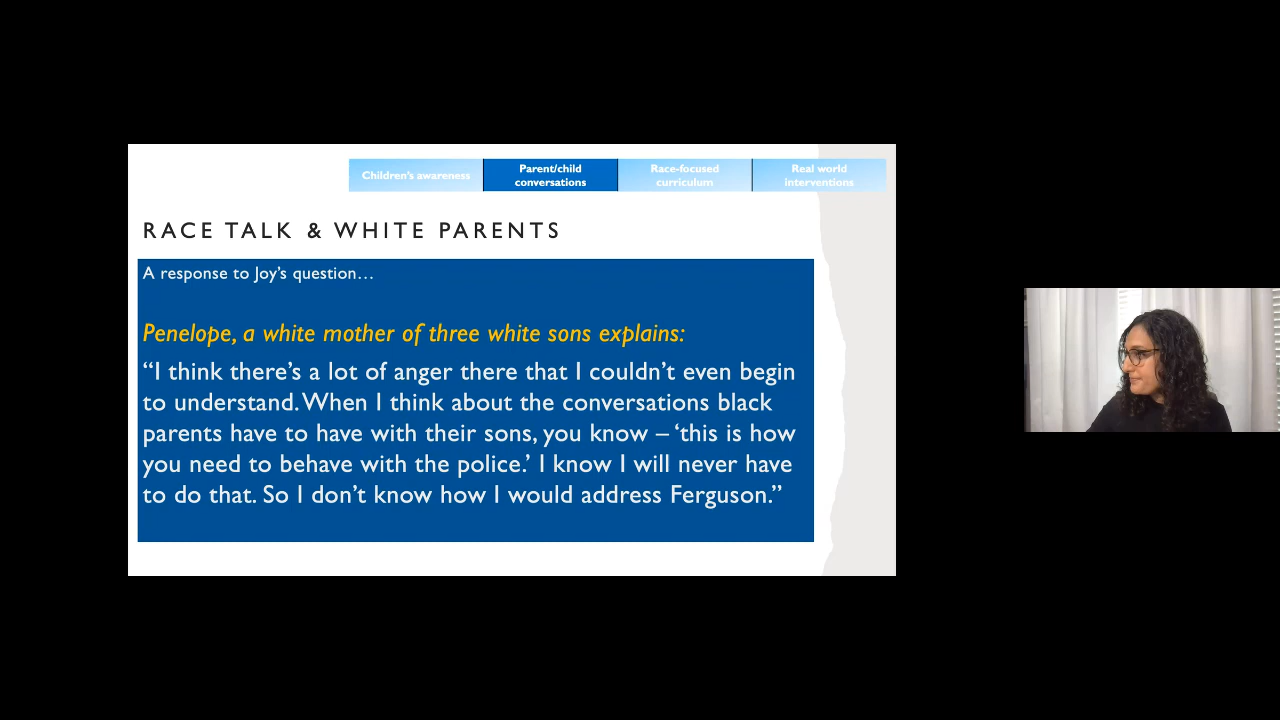 Children's awareness
Parent/child
conversations
Race-focused
curriculum
Real world
interventions
RACE TALK & WHITE PARENTS
A response to Joy's question…
Penelope, a white mother of three white sons explains:
“I think there’s a lot of anger there that I couldn’t even begin
to understand. When I think about the conversations black
parents have to have with their sons, you know – ‘this is how
you need to behave with the police.’ I know I will never have
to do that. So I don’t know how I would address Ferguson.”